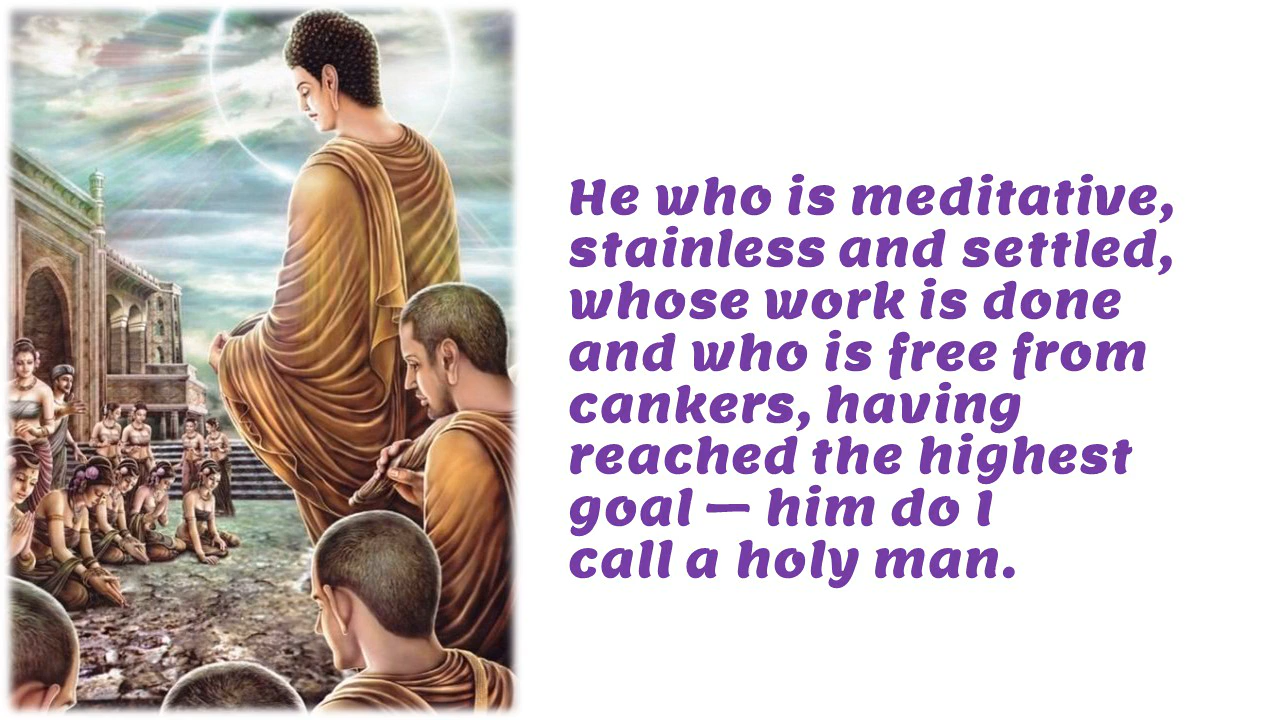 He who is meditative,
stainless and settled,
whose work is done
and who is free from
cankers, having
reached the highest
goal — him do I
call a holy man.